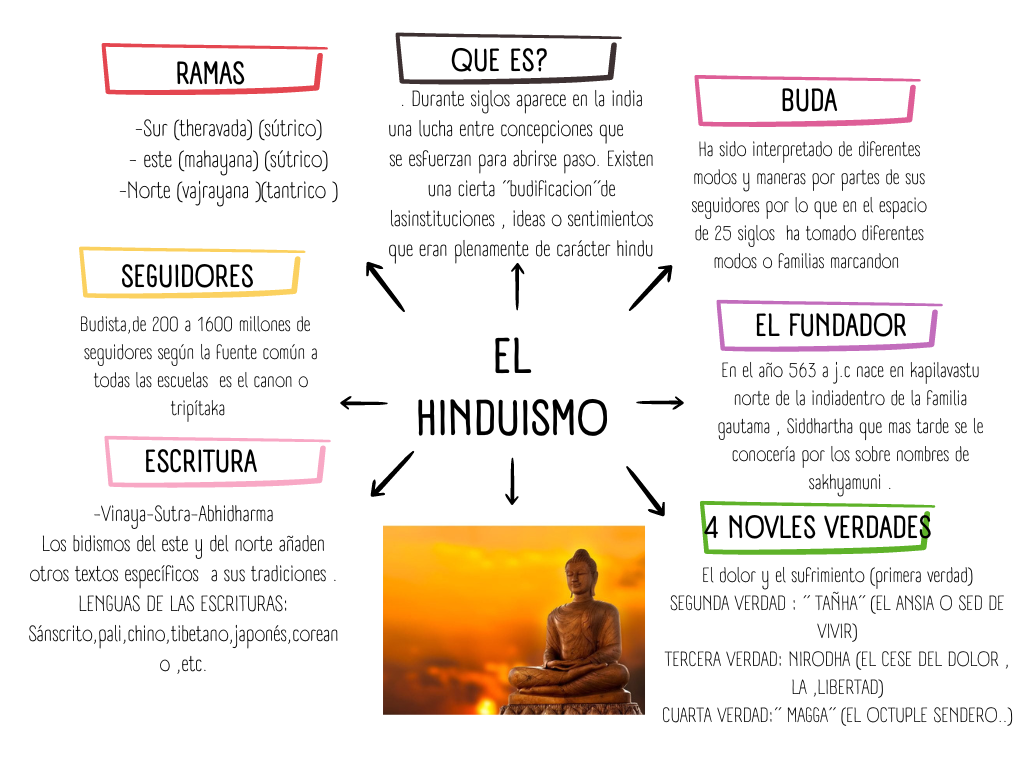 RAMAS
-Sur (theravada) (sútrico)
- este (mahayana) (sútrico)
-Norte (vajrayana )(tantrico )
QUE ES?
. Durante siglos aparece en la india
una lucha entre concepciones que
se esfuerzan para abrirse paso. Existen
una cierta ´´budificacion´´de
lasinstituciones , ideas o sentimientos
que eran plenamente de carácter hindu
BUDA
Ha sido interpretado de diferentes
modos y maneras por partes de sus
seguidores por lo que en el espacio
de 25 siglos ha tomado diferentes
modos o familias marcandon
SEGUIDORES
Budista,de 200 a 1600 millones de
seguidores según la fuente común a
todas las escuelas es el canon o
tripítaka
EL
HINDUISMO
EL FUNDADOR
En el año 563 a j.c nace en kapilavastu
norte de la indiadentro de la familia
gautama , Siddhartha que mas tarde se le
conocería por los sobre nombres de
sakhyamuni .
ESCRITURA
-Vinaya-Sutra-Abhidharma
Los bidismos del este y del norte añaden
otros textos específicos a sus tradiciones .
LENGUAS DE LAS ESCRITURAS:
Sánscrito,pali,chino,tibetano,japonés,corean
o ,etc.
4 NOVLES VERDADES
El dolor y el sufrimiento (primera verdad)
SEGUNDA VERDAD : ´´ TAÑHA´´ (EL ANSIA O SED DE
VIVIR)
TERCERA VERDAD: NIRODHA (EL CESE DEL DOLOR ,
LA ,LIBERTAD)
CUARTA VERDAD:´´ MAGGA´´ (EL OCTUPLE SENDERO..)